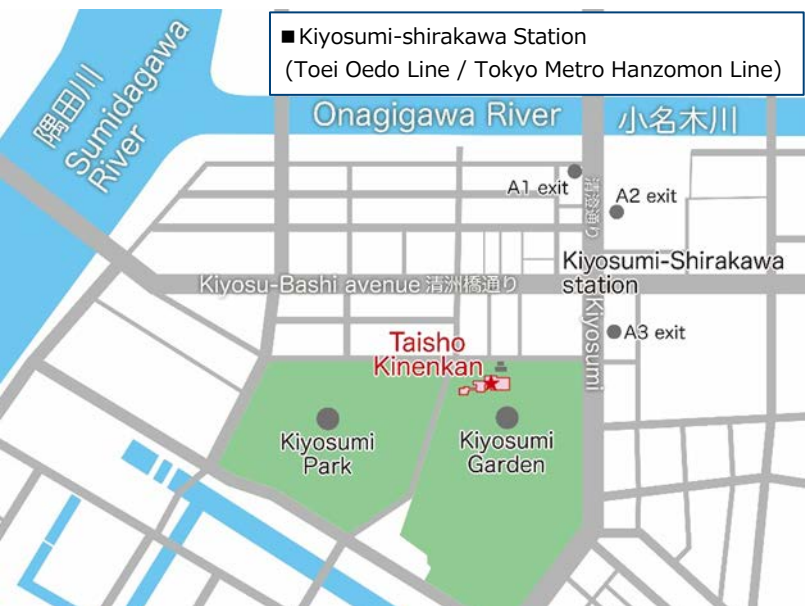 ■Kiyosumi-shirakawa Station
(Toei Oedo Line / Tokyo Metro Hanzomon Line)
隅田川
Sumidagawa
River
Onagigawa River 小名木川
A1 exit
清澄通り
A2 exit
Kiyosumi-Shirakawa
station
Kiyosu-Bashi avenue 清洲橋通り
Kiyosumi
A3 exit
Taisho
Kinenkan
Kiyosumi
Park
Kiyosumi
Garden